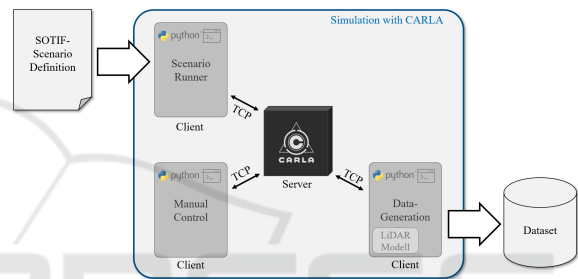 Simulation with CARLA
SOTIF-
Scenario
Definition
python
Scenario
Runner
Client
TCP
CARLA
Server
python
Manual
Control
Client
TCP
TCP
python
Data-
Generation
LiDAR
Modell
Client
Dataset